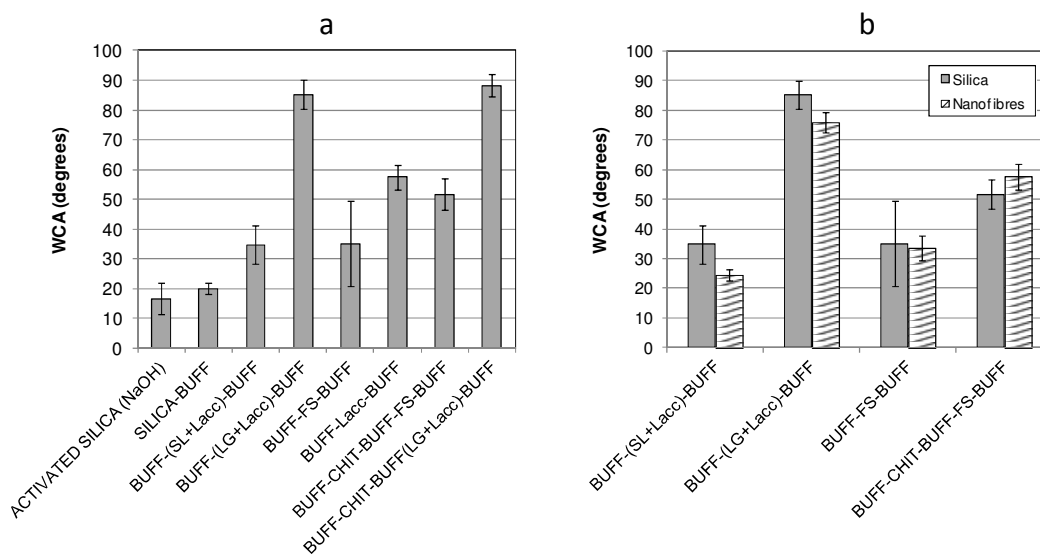 a
WCA (degrees)
100
90
80
70
60
50
40
30
20
10
0
ACTIVATED SILICA (NaOH)
SILICA-BUFF
BUFF-(SL+Lacc)-BUFF
BUFF-(LG+Lacc)-BUFF
BUFF-FS-BUFF
BUFF-Lacc-BUFF
BUFF-CHIT-BUFF-FS-BUFF
BUFF-CHIT-BUFF(LG+Lacc)-BUFF
b
WCA (degrees)
100
90
80
70
60
50
40
30
20
10
0
Silica
Nanofibres
BUFF-(SL+Lacc)-BUFF
BUFF-(LG+Lacc)-BUFF
BUFF-FS-BUFF
BUFF-CHIT-BUFF-FS-BUFF